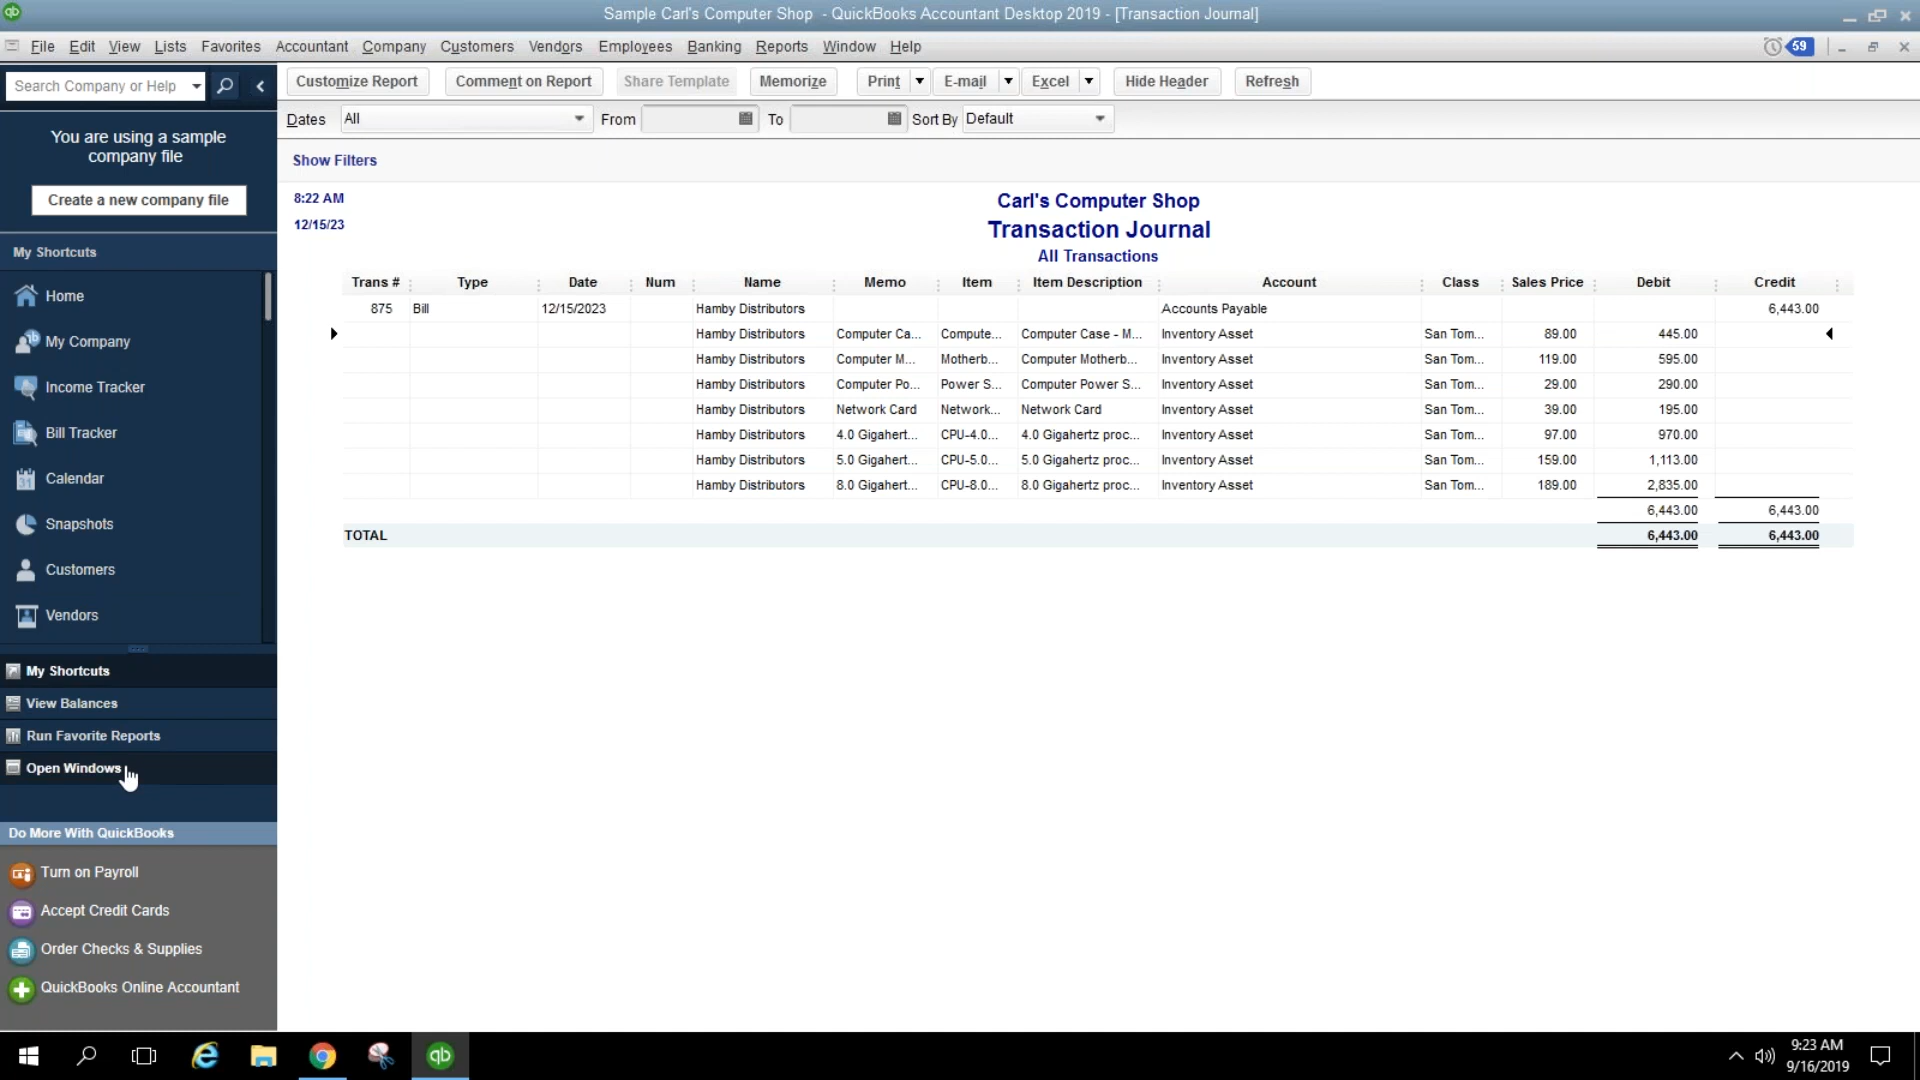 Sample Carl's Computer Shop - QuickBooks Accountant Desktop 2019 - [Transaction Journal]
File Edit View Lists Favorites Accountant Company Customers Vendors Employees Banking Reports Window Help 59
Search Company or Help
Customize Report Comment on Report Share Template Memorize Print E-mail Excel Hide Header Refresh
Dates All From To Sort By Default
You are using a sample
company file
Show Filters
Create a new company file
8:22 AM Carl's Computer Shop
12/15/23 Transaction Journal
All Transactions
My Shortcuts
Home
My Company
Income Tracker
Bill Tracker
Calendar
31
Snapshots
Customers
Vendors
My Shortcuts
View Balances
Run Favorite Reports
Open Windows
Do More With QuickBooks
Turn on Payroll
Accept Credit Cards
Order Checks & Supplies
QuickBooks Online Accountant
Trans # Type Date Num Name Memo Item Item Description Account Class Sales Price Debit Credit
875 Bill 12/15/2023 Hamby Distributors Accounts Payable 6,443.00
Hamby Distributors Computer Ca... Compute... Computer Case - M... Inventory Asset San Tom... 89.00 445.00
Hamby Distributors Computer M... Motherb... Computer Motherb... Inventory Asset San Tom... 119.00 595.00
Hamby Distributors Computer Po... Power S... Computer Power S... Inventory Asset San Tom... 29.00 290.00
Hamby Distributors Network Card Network... Network Card Inventory Asset San Tom... 39.00 195.00
Hamby Distributors 4.0 Gigahert... CPU-4.0... 4.0 Gigahertz proc... Inventory Asset San Tom... 97.00 970.00
Hamby Distributors 5.0 Gigahert... CPU-5.0... 5.0 Gigahertz proc... Inventory Asset San Tom... 159.00 1,113.00
Hamby Distributors 8.0 Gigahert... CPU-8.0... 8.0 Gigahertz proc... Inventory Asset San Tom... 189.00 2,835.00
6,443.00 6,443.00
TOTAL 6,443.00 6,443.00
qb
9:23 AM
9/16/2019